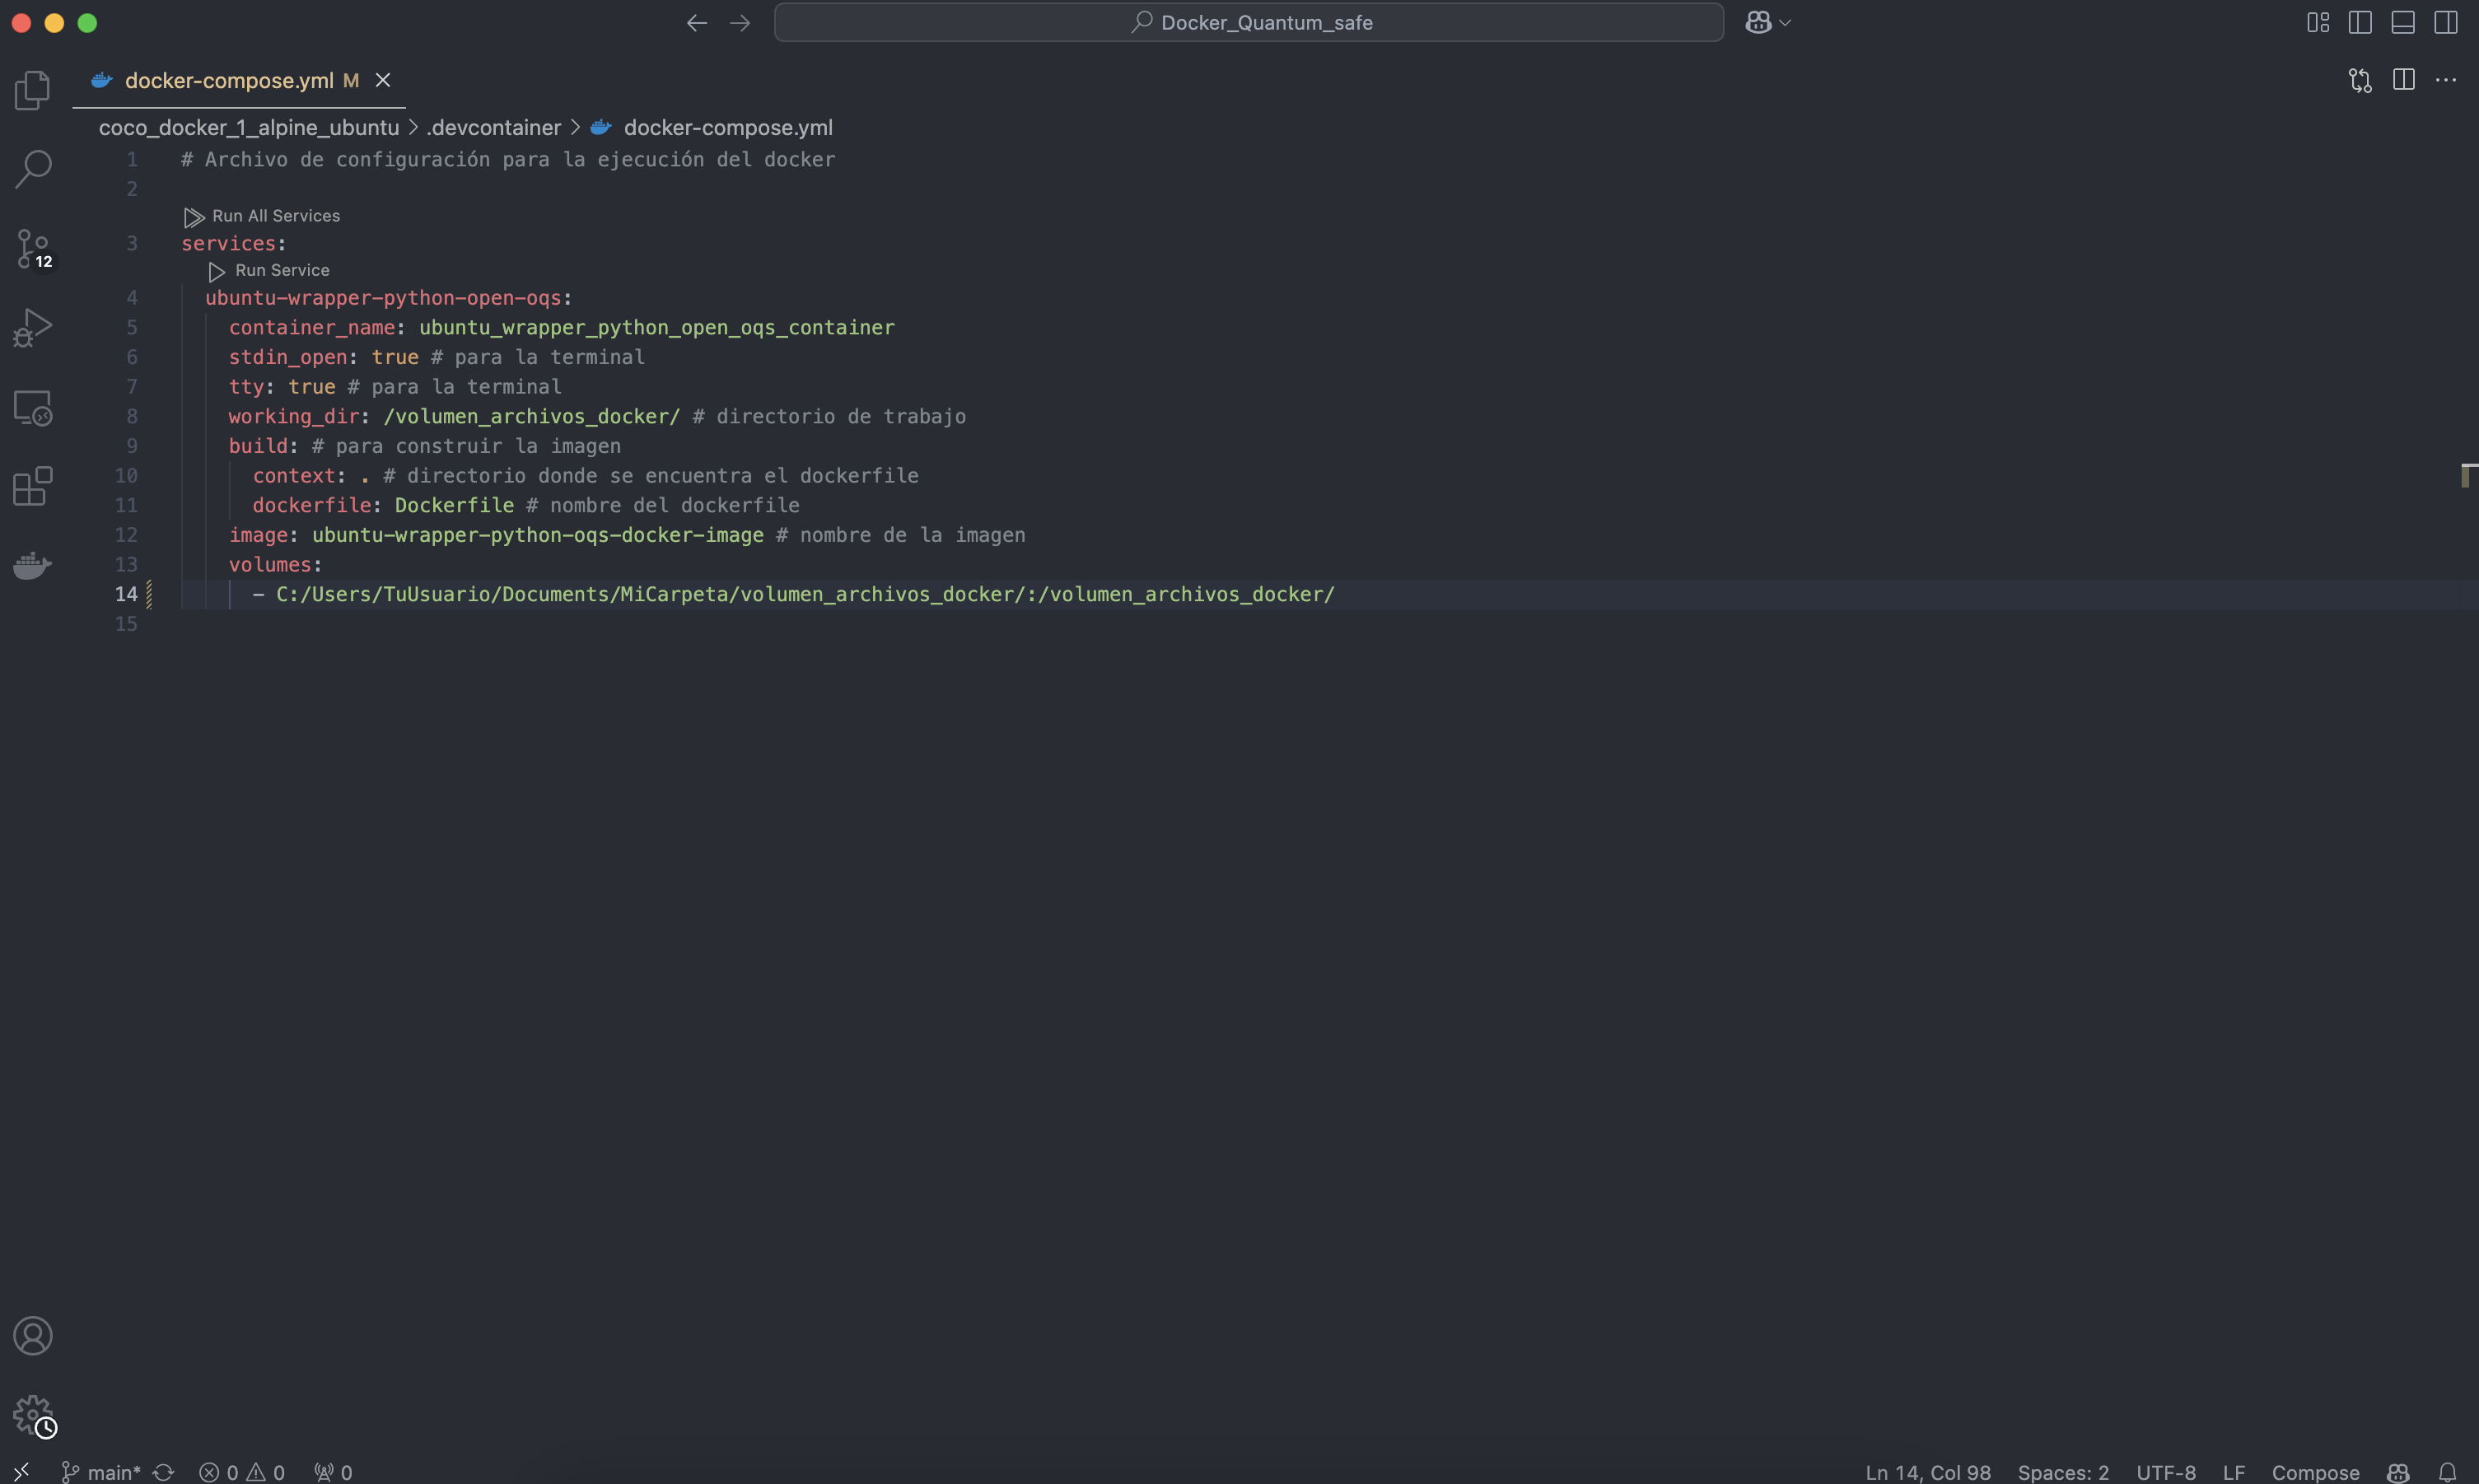 Docker_Quantum_safe
docker-compose.yml M
coco_docker_1_alpine_ubuntu > .devcontainer > docker-compose.yml
1 # Archivo de configuración para la ejecución del docker
2
Run All Services
3 services:
Run Service
4 ubuntu-wrapper-python-open-oqs:
5 container_name: ubuntu_wrapper_python_open_oqs_container
6 stdin_open: true # para la terminal
7 tty: true # para la terminal
8 working_dir: /volumen_archivos_docker/ # directorio de trabajo
9 build: # para construir la imagen
10 context: . # directorio donde se encuentra el dockerfile
11 dockerfile: Dockerfile # nombre del dockerfile
12 image: ubuntu-wrapper-python-oqs-docker-image # nombre de la imagen
13 volumes:
14 - C:/Users/TuUsuario/Documents/MiCarpeta/volumen_archivos_docker/:/volumen_archivos_docker/
15
12
main* 0 0 0 Ln 14, Col 98 Spaces: 2 UTF-8 LF Compose